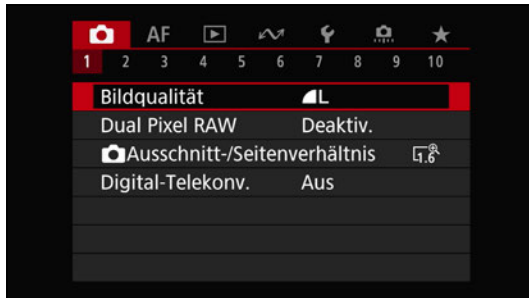 AF
1 2 3 4 5 6 7 8 9 10
Bildqualität L
Dual Pixel RAW Deaktiv.
Ausschnitt-/Seitenverhältnis 1.6
Digital-Telekonv. Aus